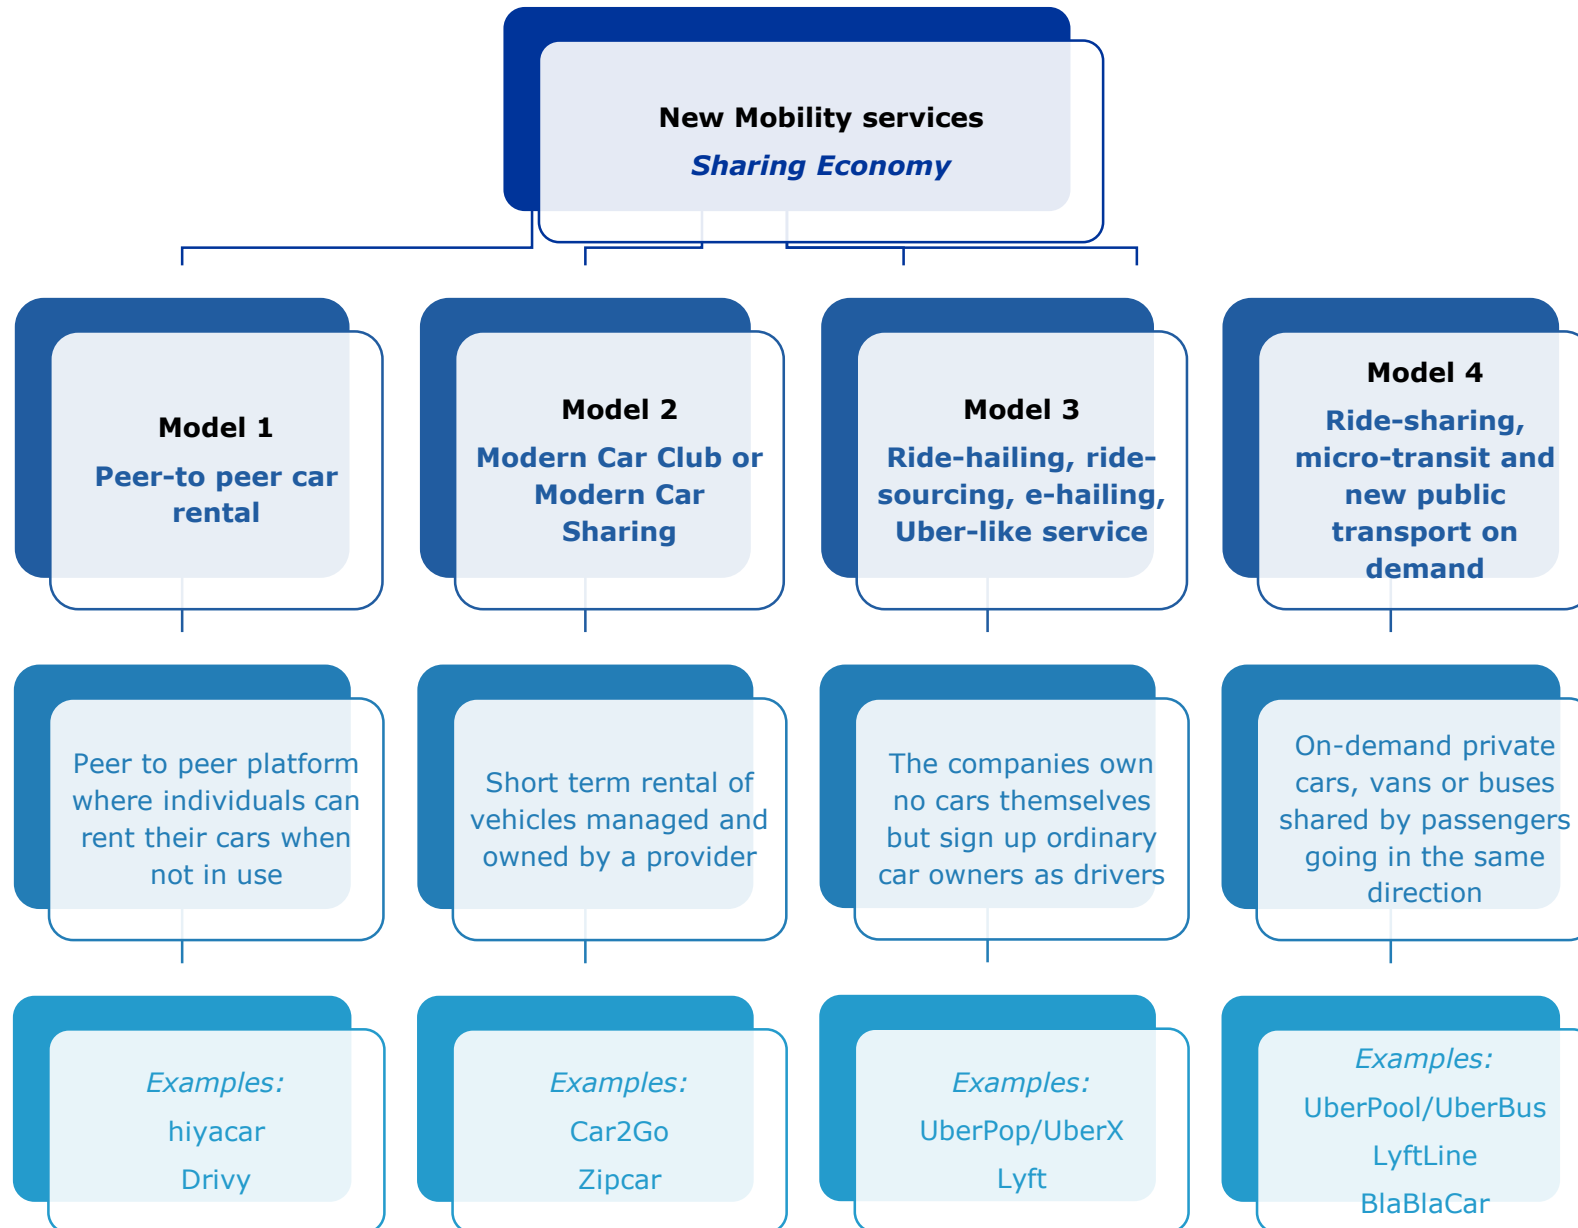 New Mobility services
Sharing Economy
Model 1
Peer-to peer car
rental
Model 2
Modern Car Club or
Modern Car
Sharing
Model 3
Ride-hailing, ride-
sourcing, e-hailing,
Uber-like service
Model 4
Ride-sharing,
micro-transit and
new public
transport on
demand
Peer to peer platform
where individuals can
rent their cars when
not in use
Short term rental of
vehicles managed and
owned by a provider
The companies own
no cars themselves
but sign up ordinary
car owners as drivers
On-demand private
cars, vans or buses
shared by passengers
going in the same
direction
Examples:
hiyacar
Drivy
Examples:
Car2Go
Zipcar
Examples:
UberPop/UberX
Lyft
Examples:
UberPool/UberBus
LyftLine
BlaBlaCar